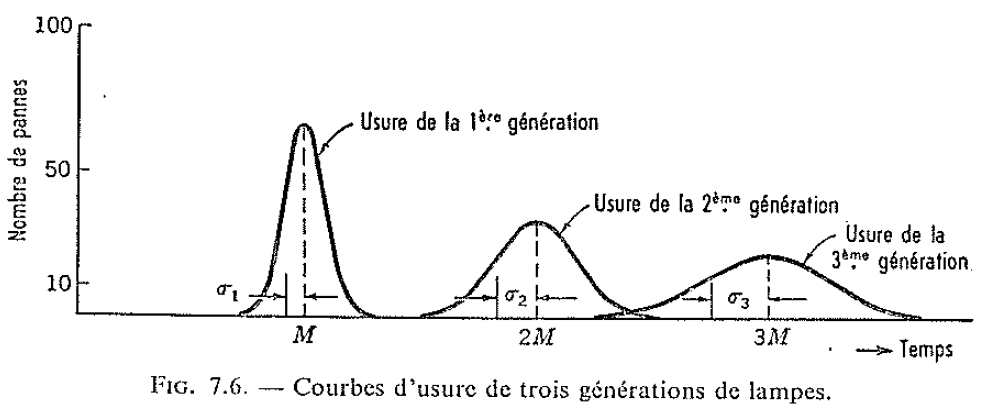 100
50
10
Nombre de pannes
Usure de la 1ère génération
Usure de la 2ème génération
Usure de la
3ème génération
σ1
σ2
σ3
M
2M
3M
Temps
FIG. 7.6. — Courbes d'usure de trois générations de lampes.